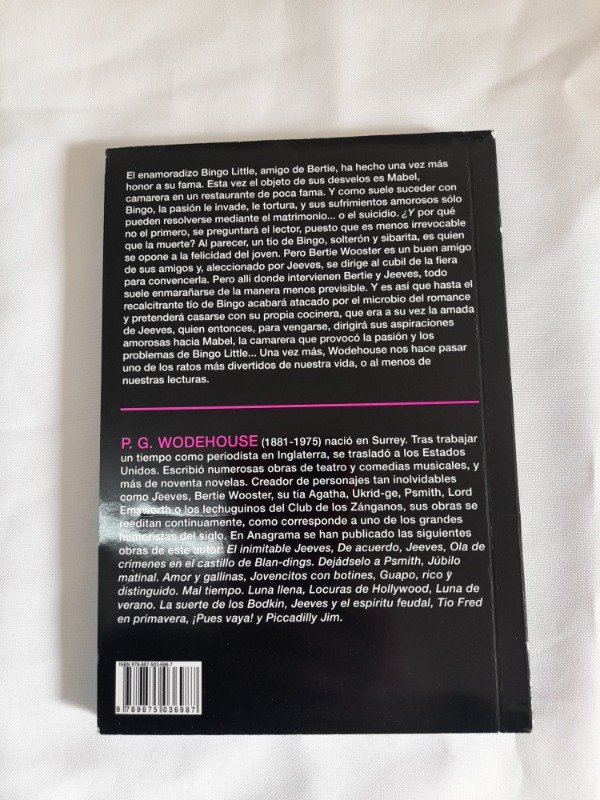 El enamoradizo Bingo Little, amigo de Bertie, ha hecho una vez más
honor a su fama. Esta vez el objeto de sus desvelos es Mabel,
camarera en un restaurante de poca fama. Y como suele suceder con
Bingo, la pasión le invade, le tortura, y sus sufrimientos amorosos sólo
pueden resolverse mediante el matrimonio... o el suicidio. ¿Y por qué
no el primero, se preguntará el lector, puesto que es menos irrevocable
que la muerte? Al parecer, un tío de Bingo, solterón y sibarita, es quien
se opone a la felicidad del joven. Pero Bertie Wooster es un buen amigo
de sus amigos y, aleccionado por Jeeves, se dirige al cubil de la fiera
para convencerla. Pero allí donde intervienen Bertie y Jeeves, todo
suele enmarañarse de la manera menos previsible. Y es así que hasta el
recalcitrante tío de Bingo acabará atacado por el microbio del romance
y pretenderá casarse con su propia cocinera, que era a su vez la amada
de Jeeves, quien entonces, para vengarse, dirigirá sus aspiraciones
amorosas hacia Mabel, la camarera que provocó la pasión y los
problemas de Bingo Little... Una vez más, Wodehouse nos hace pasar
uno de los ratos más divertidos de nuestra vida, o al menos de
nuestras lecturas.
P. G. WODEHOUSE (1881-1975) nació en Surrey. Tras trabajar
un tiempo como periodista en Inglaterra, se trasladó a los Estados
Unidos. Escribió numerosas obras de teatro y comedias musicales, y
más de noventa novelas. Creador de personajes tan inolvidables
como Jeeves, Bertie Wooster, su tía Agatha, Ukrid-ge, Psmith, Lord
Emsworth o los lechuguinos del Club de los Zánganos, sus obras se
reeditan continuamente, como corresponde a uno de los grandes
humoristas del siglo. En Anagrama se han publicado las siguientes
obras de este autor: El inimitable Jeeves, De acuerdo, Jeeves, Ola de
crímenes en el castillo de Blan-dings. Dejádselo a Psmith, Júbilo
matinal. Amor y gallinas, Jovencitos con botines, Guapo, rico y
distinguido. Mal tiempo. Luna llena, Locuras de Hollywood, Luna de
verano. La suerte de los Bodkin, Jeeves y el espíritu feudal, Tio Fred
en primavera, ¡Pues vaya! y Piccadilly Jim.
ISBN 978-987-503-698-7
9 789875 036987